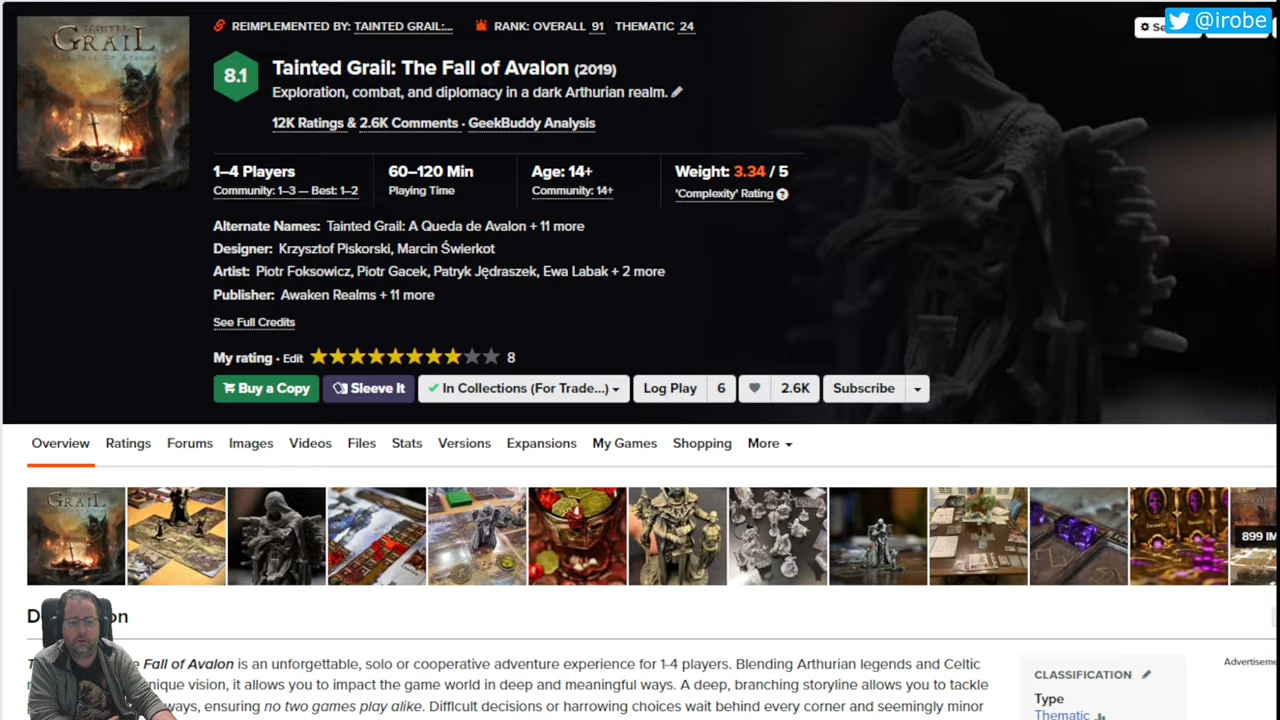 TAINTED
GRAIL
THE FALL OF AVALON
REIMPLEMENTED BY: TAINTED GRAIL:...
RANK: OVERALL 91 THEMATIC 24
@irobe
8.1
Tainted Grail: The Fall of Avalon (2019)
Exploration, combat, and diplomacy in a dark Arthurian realm.
12K Ratings & 2.6K Comments · GeekBuddy Analysis
1–4 Players 60–120 Min Age: 14+ Weight: 3.34 / 5
Community: 1–3 — Best: 1–2 Playing Time Community: 14+ 'Complexity' Rating ?
Alternate Names: Tainted Grail: A Queda de Avalon + 11 more
Designer: Krzysztof Piskorski, Marcin Świerkot
Artist: Piotr Foksowicz, Piotr Gacek, Patryk Jędraszek, Ewa Labak + 2 more
Publisher: Awaken Realms + 11 more
See Full Credits
My rating · Edit 8
Buy a Copy Sleeve It In Collections (For Trade...) Log Play 6 2.6K Subscribe
Overview Ratings Forums Images Videos Files Stats Versions Expansions My Games Shopping More
GRAIL
899 IM
on
Fall of Avalon is an unforgettable, solo or cooperative adventure experience for 1-4 players. Blending Arthurian legends and Celtic
nique vision, it allows you to impact the game world in deep and meaningful ways. A deep, branching storyline allows you to tackle
ways, ensuring no two games play alike. Difficult decisions or harrowing choices wait behind every corner and seemingly minor
CLASSIFICATION
Type
Thematic
Advertiseme